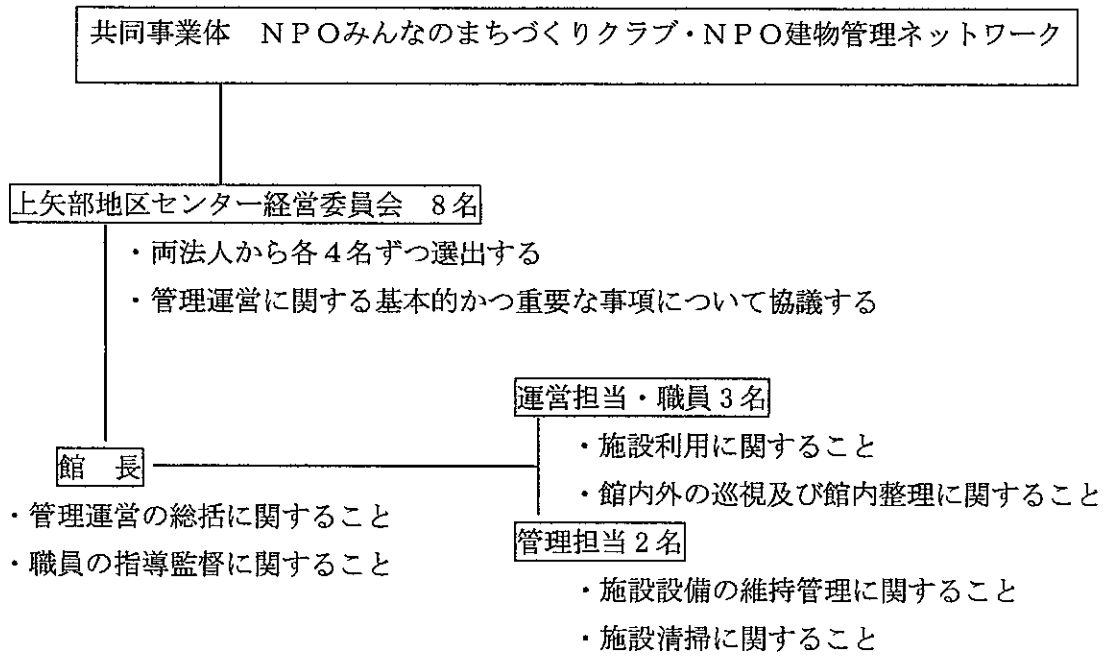 共同事業体　NPOみんなのまちづくりクラブ・NPO建物管理ネットワーク
上矢部地区センター経営委員会　8名
・両法人から各4名ずつ選出する
・管理運営に関する基本的かつ重要な事項について協議する
館　長
・管理運営の総括に関すること
・職員の指導監督に関すること
運営担当・職員3名
・施設利用に関すること
・館内外の巡視及び館内整理に関すること
管理担当2名
・施設設備の維持管理に関すること
・施設清掃に関すること